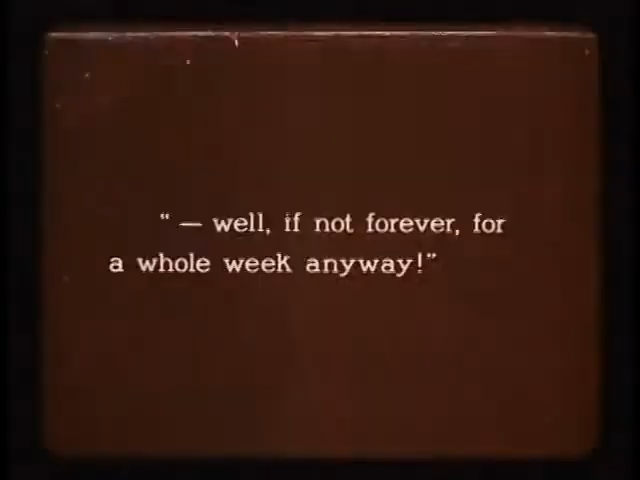 “ — well, if not forever, for
a whole week anyway!”